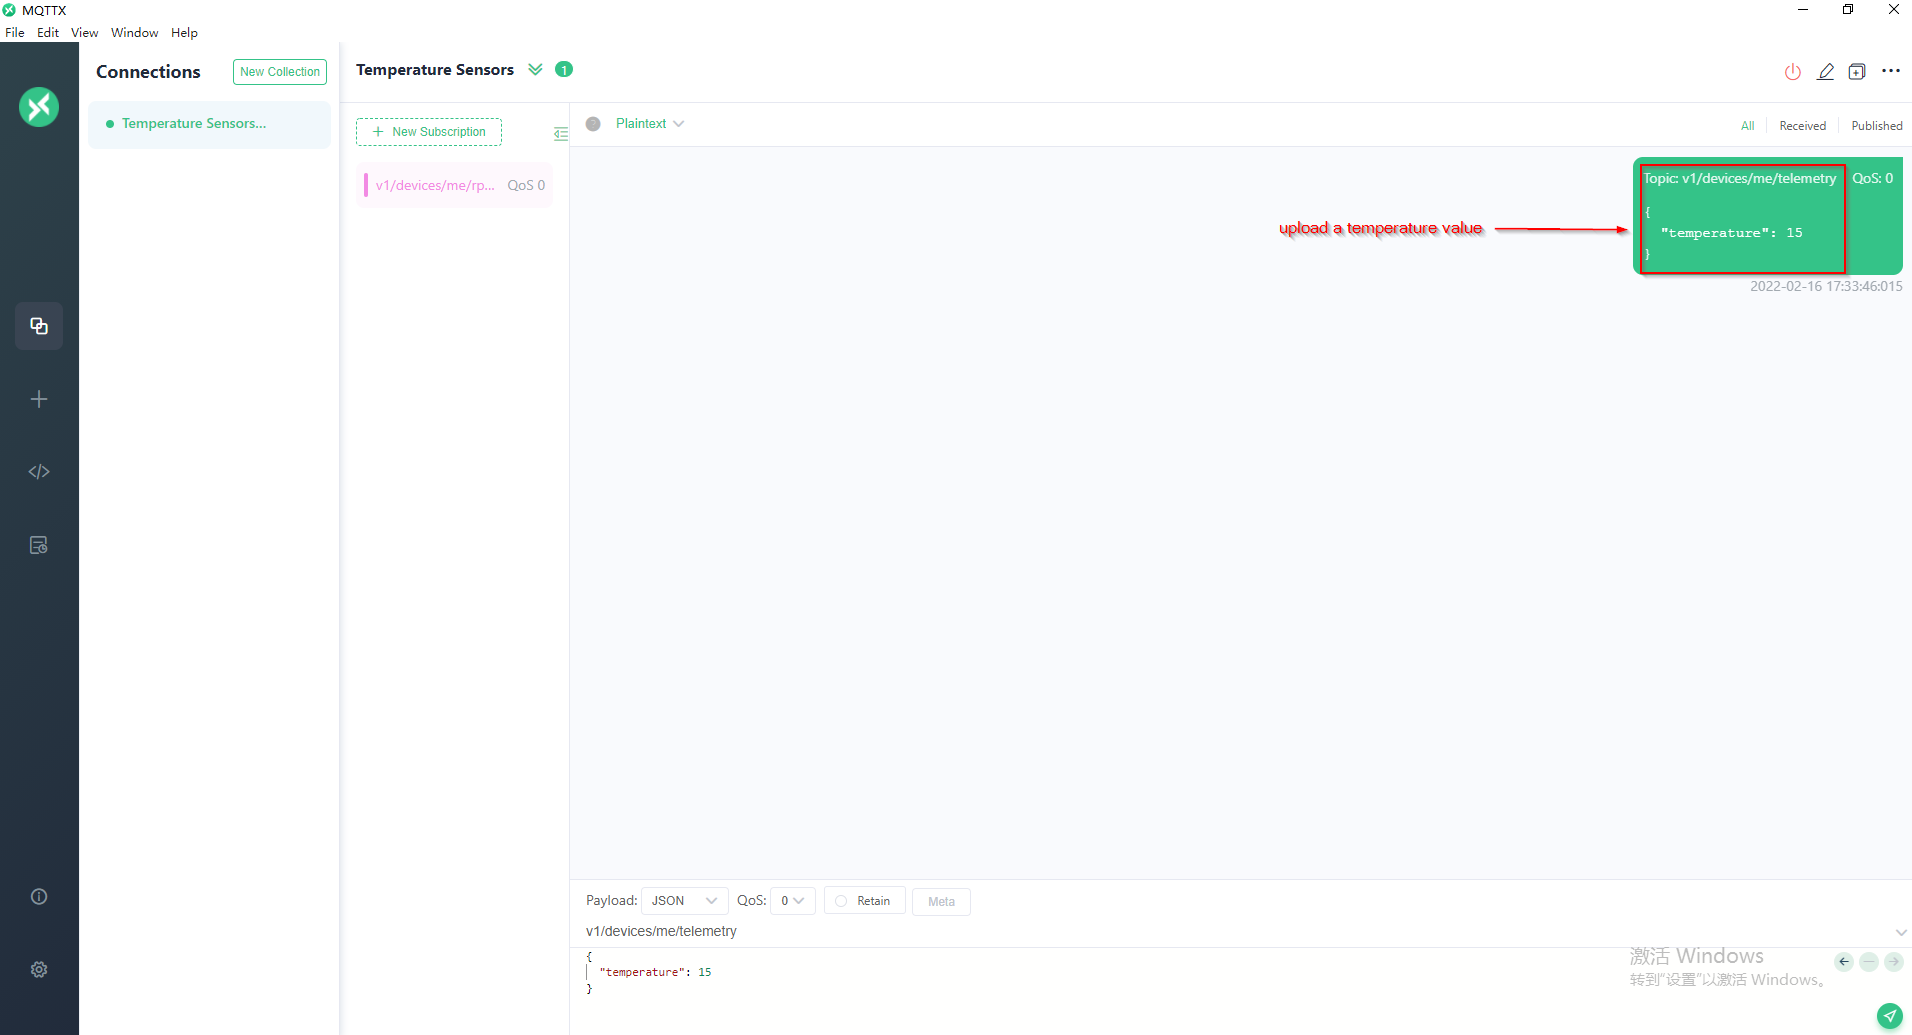 MQTTX
File Edit View Window Help
Connections
New Collection
Temperature Sensors...
Temperature Sensors
1
New Subscription
v1/devices/me/rp... QoS 0
Plaintext
All Received Published
Topic: v1/devices/me/telemetry QoS: 0
{
"temperature": 15
}
upload a temperature value
2022-02-16 17:33:46:015
Payload: JSON QoS: 0 Retain Meta
v1/devices/me/telemetry
{
"temperature": 15
}
激活 Windows
转到"设置"以激活 Windows。